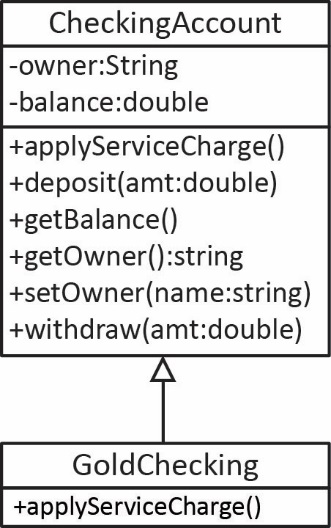 CheckingAccount
-owner:String
-balance:double
+applyServiceCharge()
+deposit(amt:double)
+getBalance()
+getOwner():string
+setOwner(name:string)
+withdraw(amt:double)
GoldChecking
+applyServiceCharge()